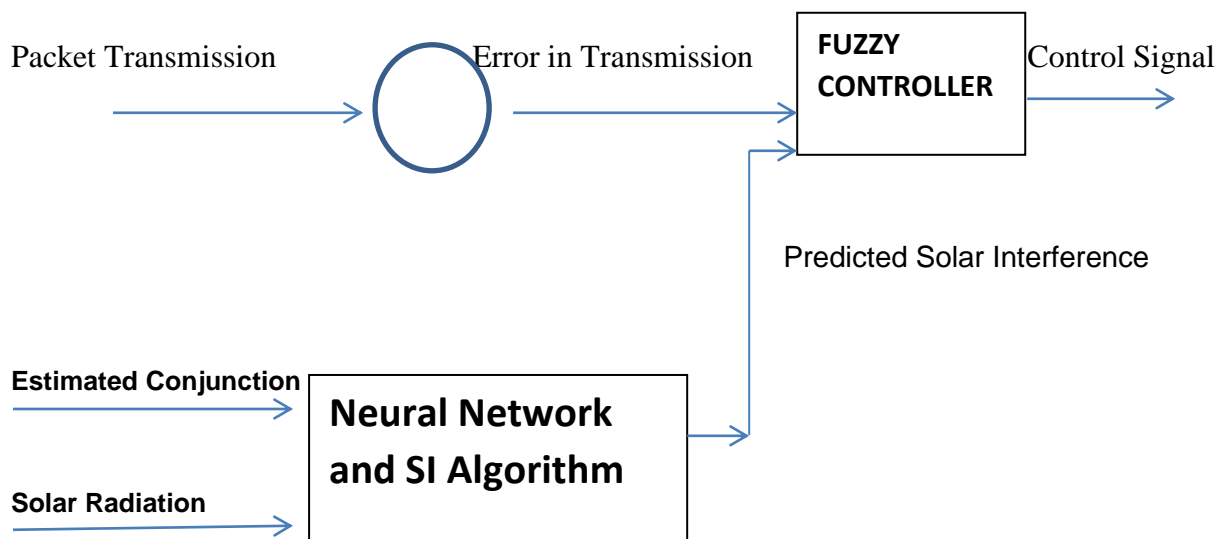 Packet Transmission
Error in Transmission
FUZZY
CONTROLLER
Control Signal
Predicted Solar Interference
Estimated Conjunction
Neural Network
and SI Algorithm
Solar Radiation